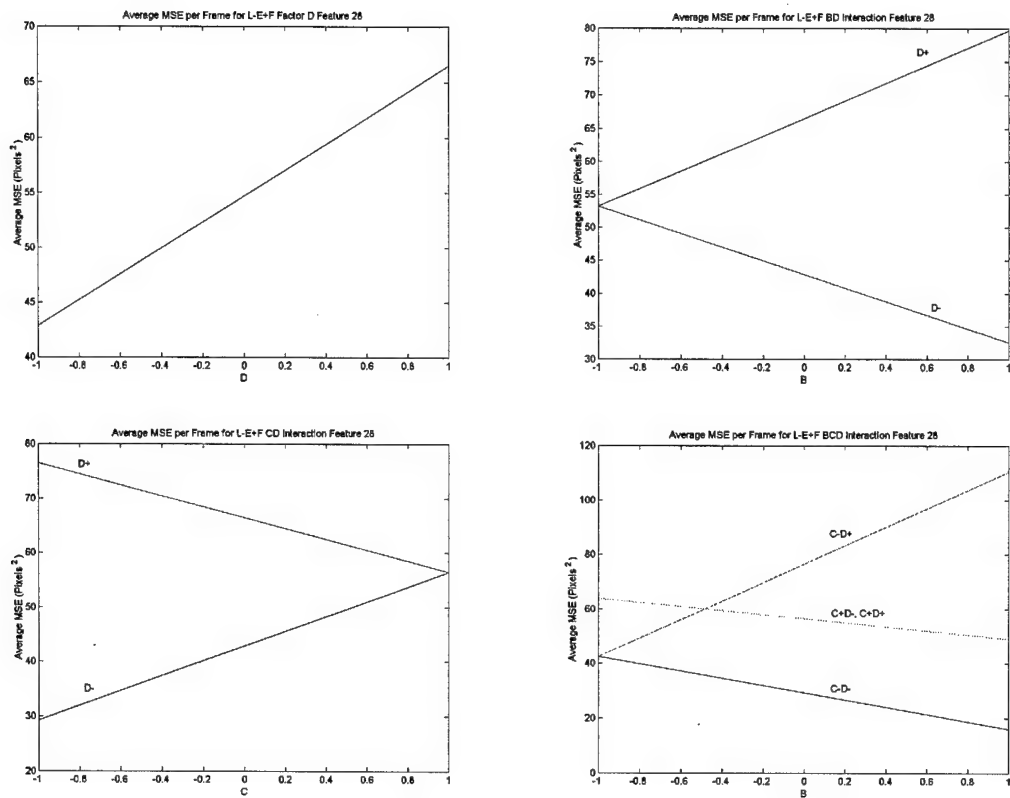 Average MSE per Frame for L-E+F Factor D Feature 28
70
65
60
55
50
45
40
Average MSE (Pixels ²)
-1 -0.8 -0.6 -0.4 -0.2 0 0.2 0.4 0.6 0.8 1
D
Average MSE per Frame for L-E+F BD Interaction Feature 28
80
75
70
65
60
55
50
45
40
35
30
Average MSE (Pixels ²)
D+
D-
-1 -0.8 -0.6 -0.4 -0.2 0 0.2 0.4 0.6 0.8 1
B
Average MSE per Frame for L-E+F CD Interaction Feature 28
80
70
60
50
40
30
20
Average MSE (Pixels ²)
D+
D-
-1 -0.8 -0.6 -0.4 -0.2 0 0.2 0.4 0.6 0.8 1
C
Average MSE per Frame for L-E+F BCD Interaction Feature 28
120
100
80
60
40
20
0
Average MSE (Pixels ²)
C-D+
C+D-, C+D+
C-D-
-1 -0.8 -0.6 -0.4 -0.2 0 0.2 0.4 0.6 0.8 1
B